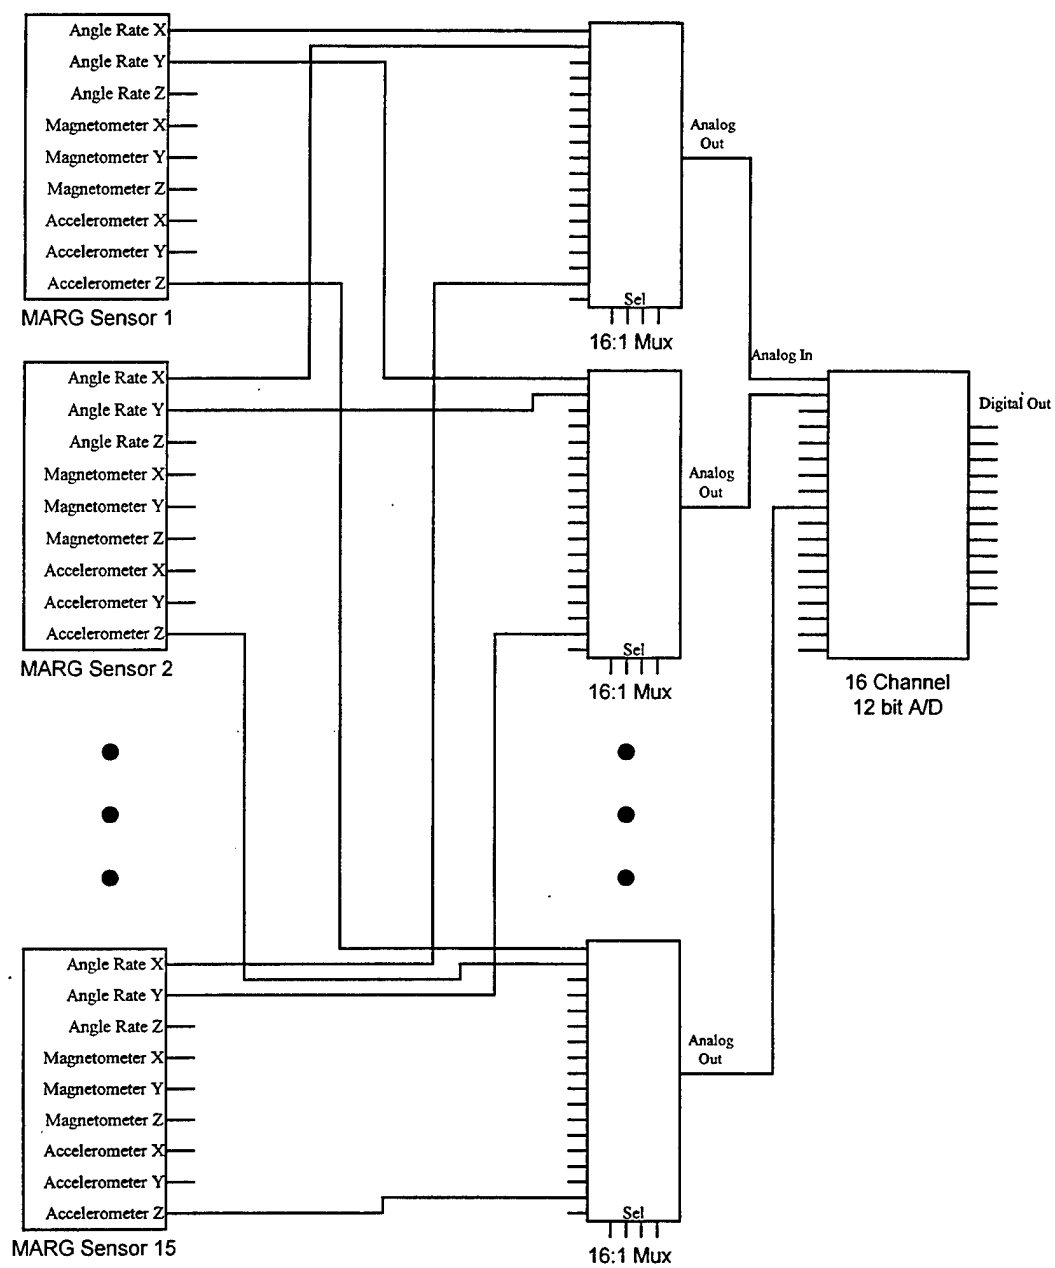 Angle Rate X
Angle Rate Y
Angle Rate Z
Magnetometer X
Magnetometer Y
Magnetometer Z
Accelerometer X
Accelerometer Y
Accelerometer Z
MARG Sensor 1
Analog
Out
Sel
16:1 Mux
Angle Rate X
Angle Rate Y
Angle Rate Z
Magnetometer X
Magnetometer Y
Magnetometer Z
Accelerometer X
Accelerometer Y
Accelerometer Z
MARG Sensor 2
Analog
Out
Sel
16:1 Mux
Analog In
Digital Out
16 Channel
12 bit A/D
Angle Rate X
Angle Rate Y
Angle Rate Z
Magnetometer X
Magnetometer Y
Magnetometer Z
Accelerometer X
Accelerometer Y
Accelerometer Z
MARG Sensor 15
Analog
Out
Sel
16:1 Mux